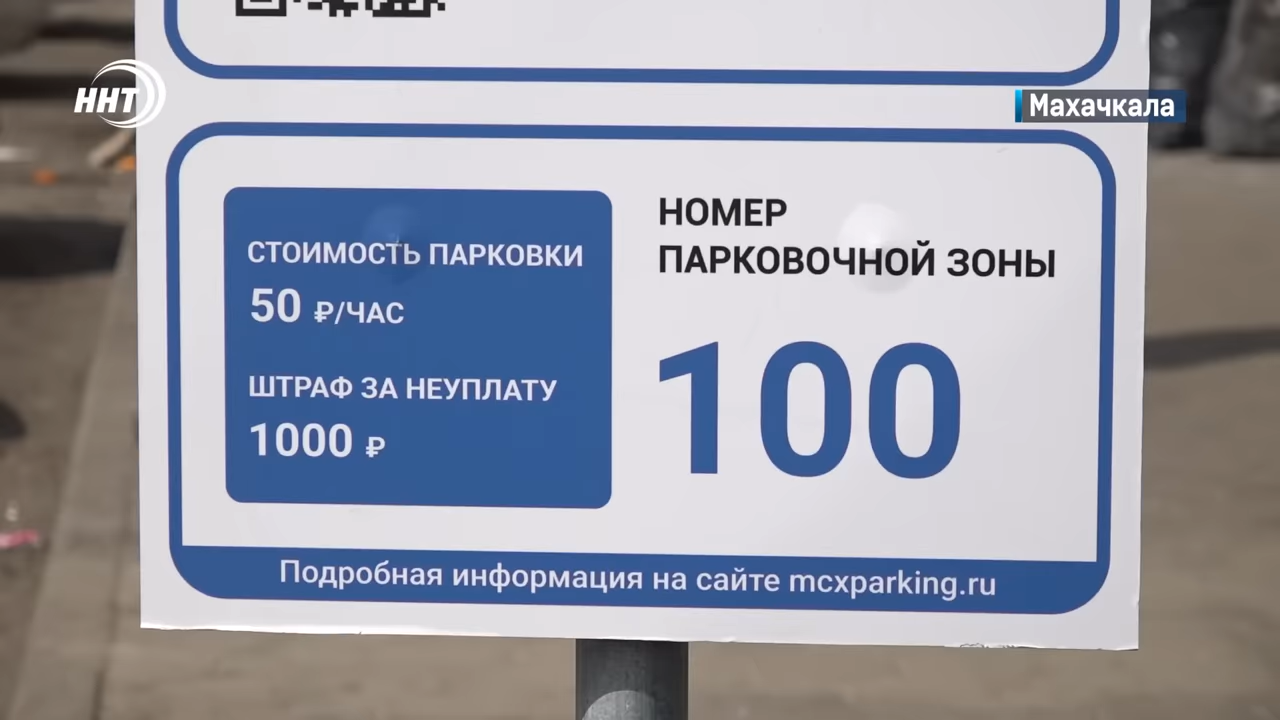 ННТ
Махачкала
СТОИМОСТЬ ПАРКОВКИ
50 ₽/ЧАС
ШТРАФ ЗА НЕУПЛАТУ
1000 ₽
НОМЕР
ПАРКОВОЧНОЙ ЗОНЫ
100
Подробная информация на сайте mcxparking.ru